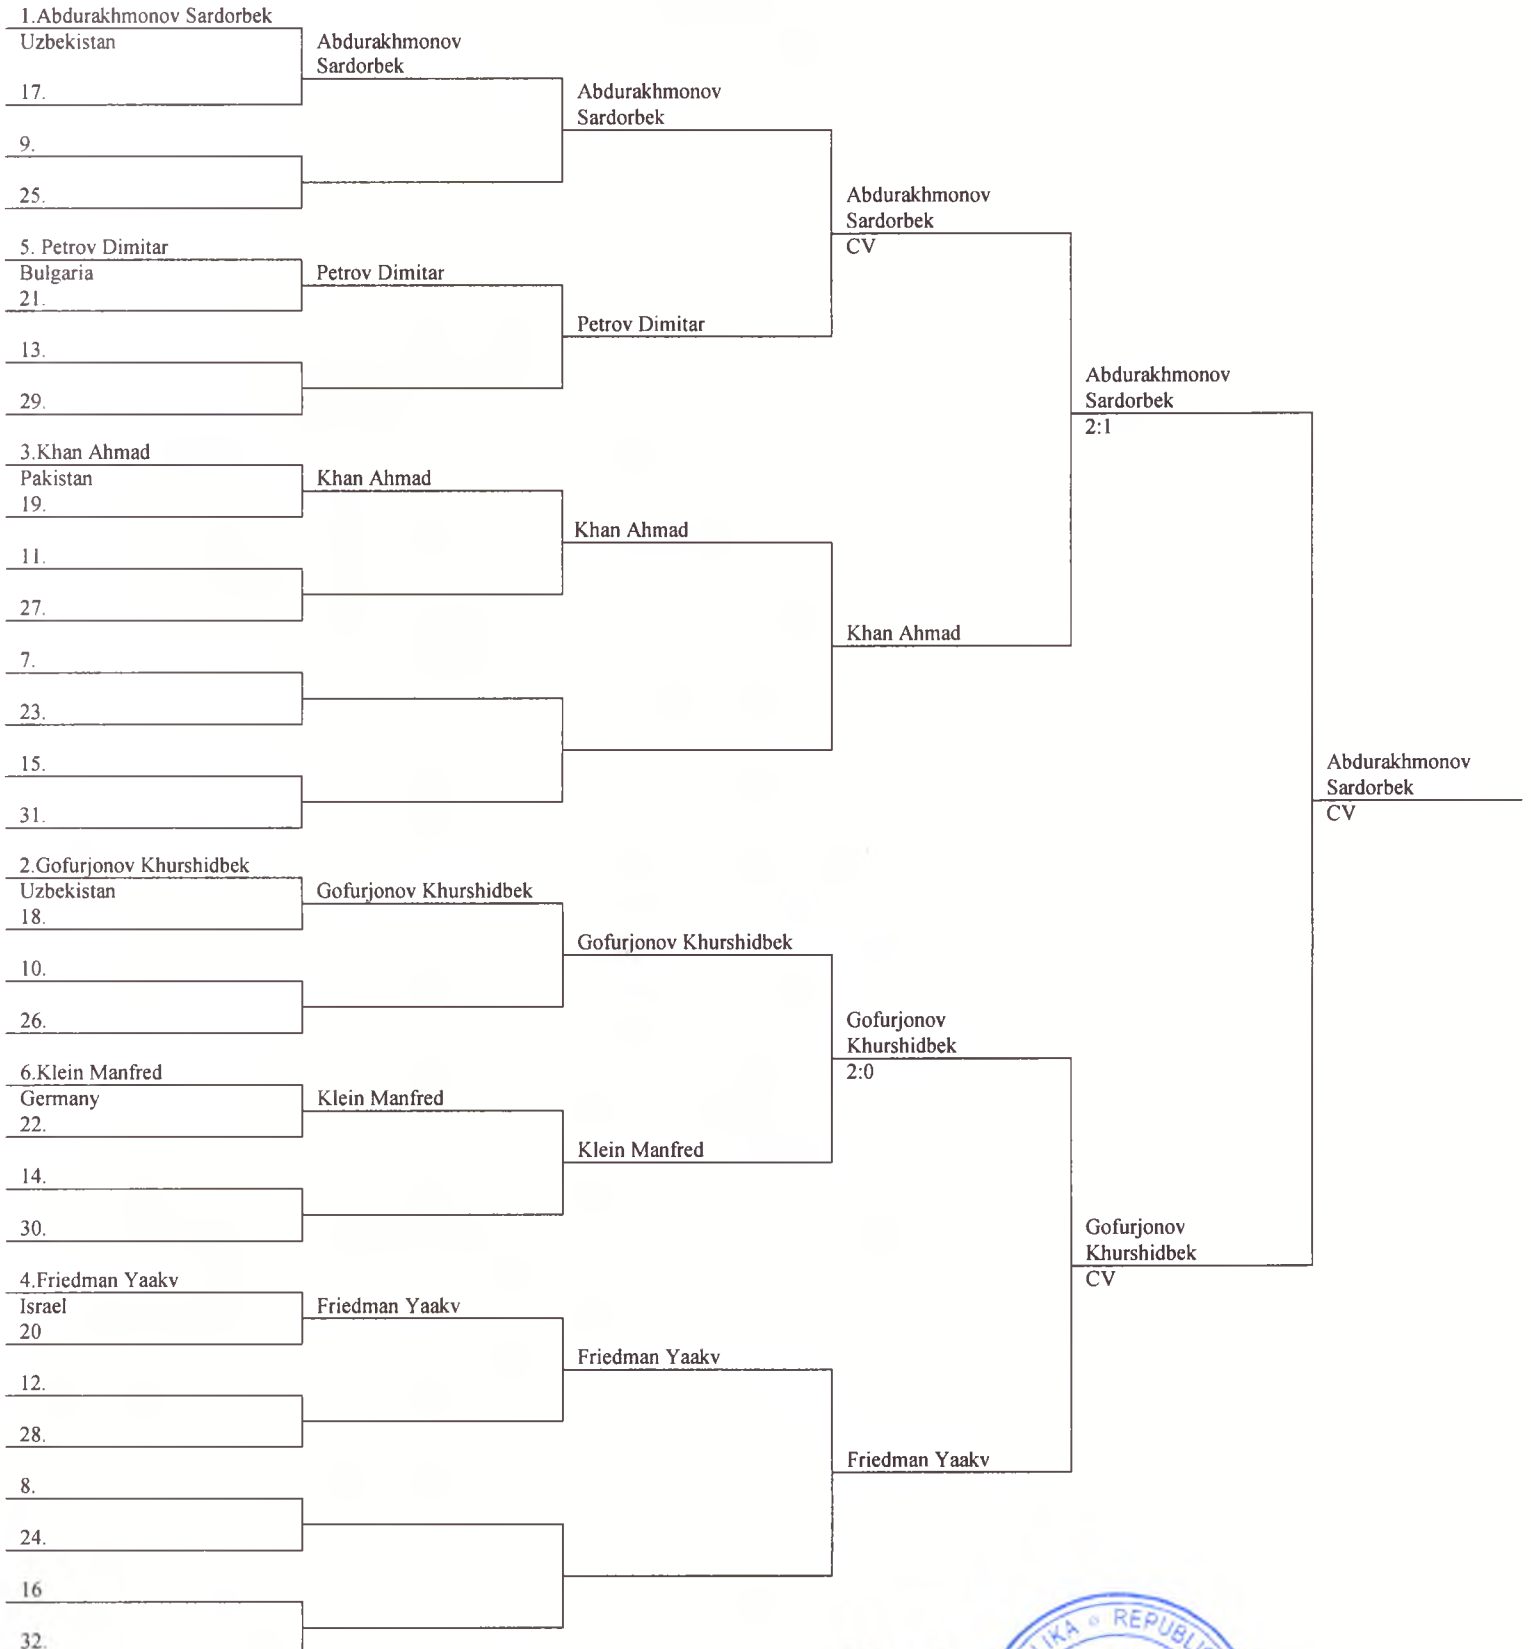 1.Abdurakhmonov Sardorbek
Uzbekistan
17.
9.
25.
5. Petrov Dimitar
Bulgaria
21.
13.
29.
3.Khan Ahmad
Pakistan
19.
11.
27.
7.
23.
15.
31.
2.Gofurjonov Khurshidbek
Uzbekistan
18.
10.
26.
6.Klein Manfred
Germany
22.
14.
30.
4.Friedman Yaakv
Israel
20
12.
28.
8.
24.
16
32.
Abdurakhmonov
Sardorbek
Petrov Dimitar
Khan Ahmad
Gofurjonov Khurshidbek
Klein Manfred
Friedman Yaakv
Abdurakhmonov
Sardorbek
Petrov Dimitar
Khan Ahmad
Gofurjonov Khurshidbek
Klein Manfred
Friedman Yaakv
Abdurakhmonov
Sardorbek
CV
Khan Ahmad
Gofurjonov
Khurshidbek
2:0
Friedman Yaakv
Abdurakhmonov
Sardorbek
2:1
Gofurjonov
Khurshidbek
CV
Abdurakhmonov
Sardorbek
CV